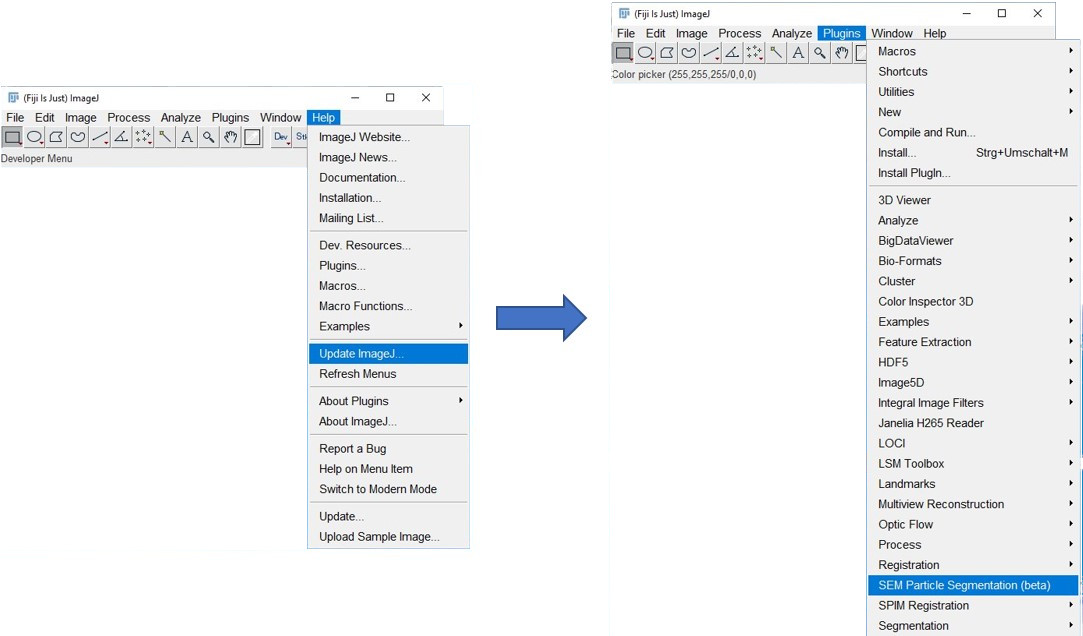 (Fiji Is Just) ImageJ
File Edit Image Process Analyze Plugins Window Help
Dev
Developer Menu
ImageJ Website...
ImageJ News...
Documentation...
Installation...
Mailing List...
Dev. Resources...
Plugins...
Macros...
Macro Functions...
Examples
Update ImageJ...
Refresh Menus
About Plugins
About ImageJ...
Report a Bug
Help on Menu Item
Switch to Modern Mode
Update...
Upload Sample Image...
(Fiji Is Just) ImageJ
File Edit Image Process Analyze Plugins Window Help
Color picker (255,255,255/0,0,0)
Macros
Shortcuts
Utilities
New
Compile and Run...
Install... Strg+Umschalt+M
Install PlugIn...
3D Viewer
Analyze
BigDataViewer
Bio-Formats
Cluster
Color Inspector 3D
Examples
Feature Extraction
HDF5
Image5D
Integral Image Filters
Janelia H265 Reader
LOCI
LSM Toolbox
Landmarks
Multiview Reconstruction
Optic Flow
Process
Registration
SEM Particle Segmentation (beta)
SPIM Registration
Segmentation